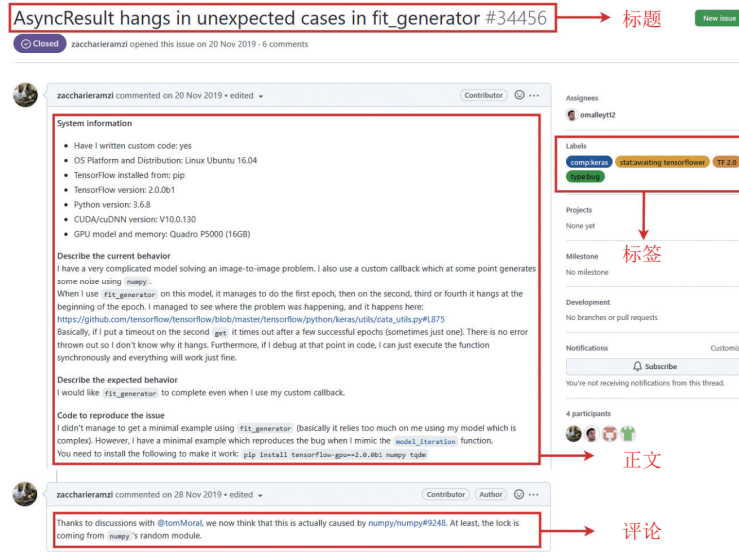 AsyncResult hangs in unexpected cases in fit_generator #34456
标题
New issue
Closed
zaccharieramzi opened this issue on 20 Nov 2019 · 6 comments
zaccharieramzi commented on 20 Nov 2019 • edited
Contributor
System information
Have I written custom code: yes
OS Platform and Distribution: Linux Ubuntu 16.04
TensorFlow installed from: pip
TensorFlow version: 2.0.0b1
Python version: 3.6.8
CUDA/cuDNN version: V10.0.130
GPU model and memory: Quadro P5000 (16GB)
Describe the current behavior
I have a very complicated model solving an image-to-image problem. I also use a custom callback which at some point generates
some noise using numpy.
When I use fit_generator on this model, it manages to do the first epoch, then on the second, third or fourth it hangs at the
beginning of the epoch. I managed to see where the problem was happening, and it happens here:
https://github.com/tensorflow/tensorflow/blob/master/tensorflow/python/keras/utils/data_utils.py#L875
Basically, if I put a timeout on the second get it times out after a few successful epochs (sometimes just one). There is no error
thrown out so I don't know why it hangs. Furthermore, if I debug at that point in code, I can just execute the function
synchronously and everything will work just fine.
Describe the expected behavior
I would like fit_generator to complete even when I use my custom callback.
Code to reproduce the issue
I didn't manage to get a minimal example using fit_generator (basically it relies too much on me using my model which is
complex). However, I have a minimal example which reproduces the bug when I mimic the model_iteration function.
You need to install the following to make it work: pip install tensorflow-gpu==2.0.0b1 numpy tqdm
Assignees
omalleyt12
Labels
comp:keras stat:awaiting tensorflower TF 2.0
type:bug
标签
Projects
None yet
Milestone
No milestone
Development
No branches or pull requests
Notifications Customiz
Subscribe
You're not receiving notifications from this thread.
4 participants
正文
zaccharieramzi commented on 28 Nov 2019 • edited
Contributor Author
Thanks to discussions with @tomMoral, we now think that this is actually caused by numpy/numpy#9248. At least, the lock is
coming from numpy 's random module.
评论